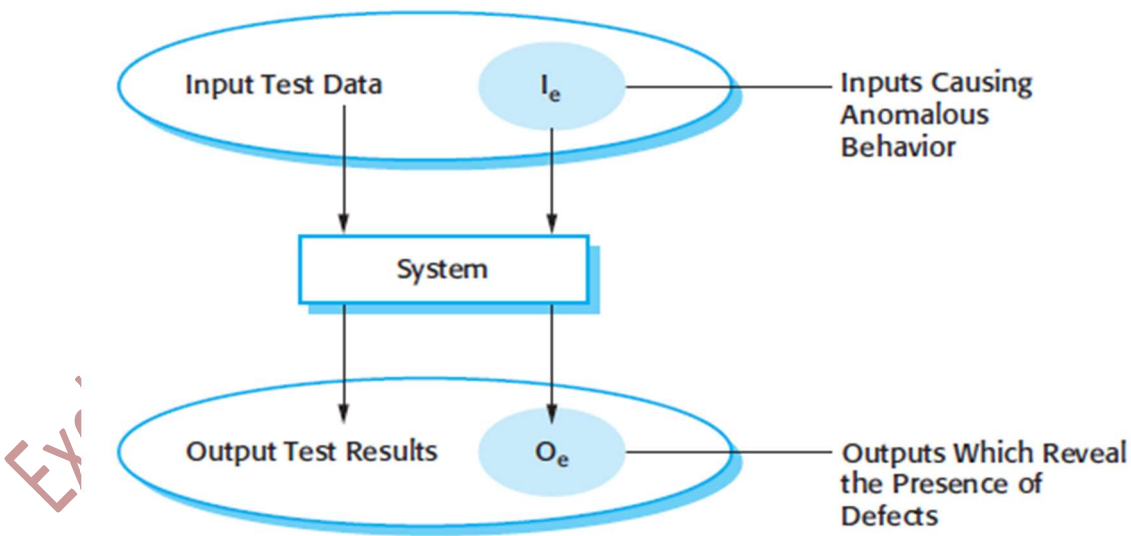 Input Test Data
Ie
Inputs Causing
Anomalous
Behavior
System
Output Test Results
Oe
Outputs Which Reveal
the Presence of
Defects